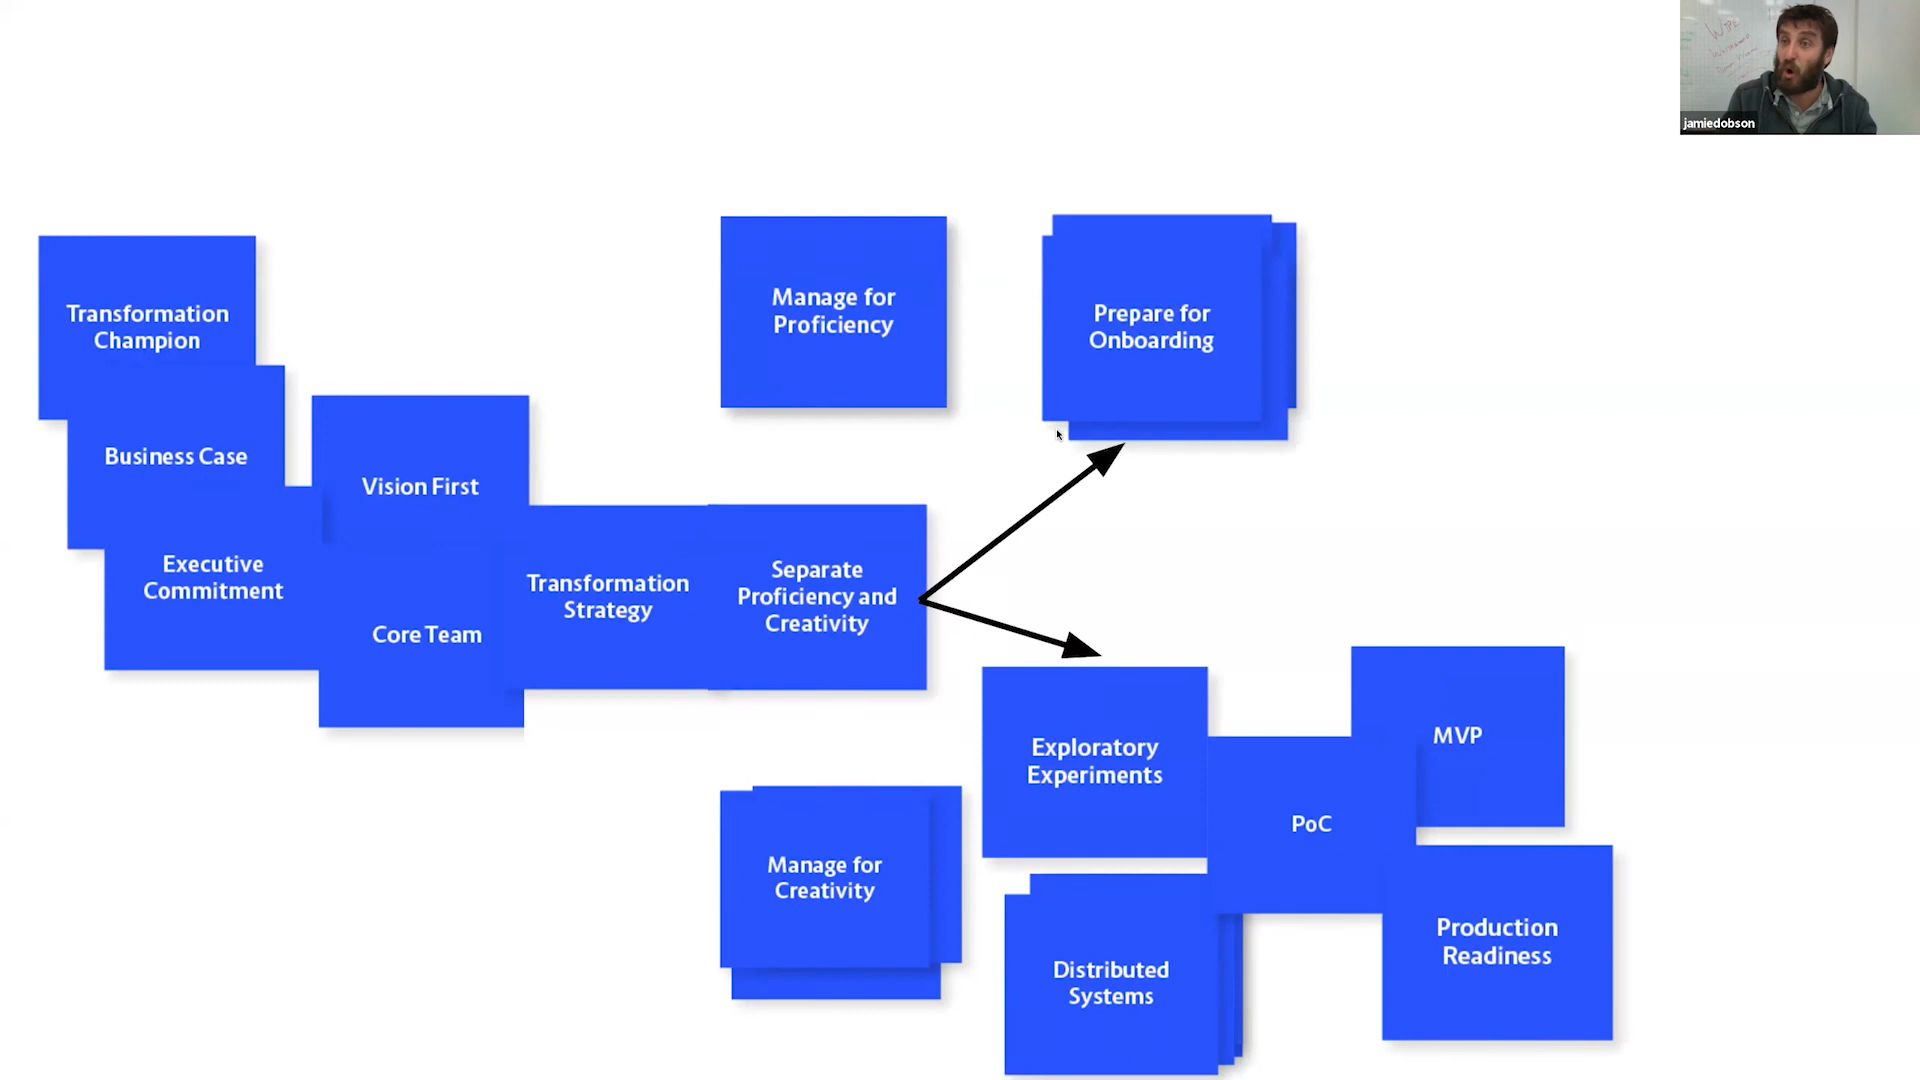 jamiedobson
Transformation
Champion
Business Case
Executive
Commitment
Vision First
Core Team
Transformation
Strategy
Separate
Proficiency and
Creativity
Manage for
Proficiency
Prepare for
Onboarding
Manage for
Creativity
Exploratory
Experiments
Distributed
Systems
PoC
MVP
Production
Readiness